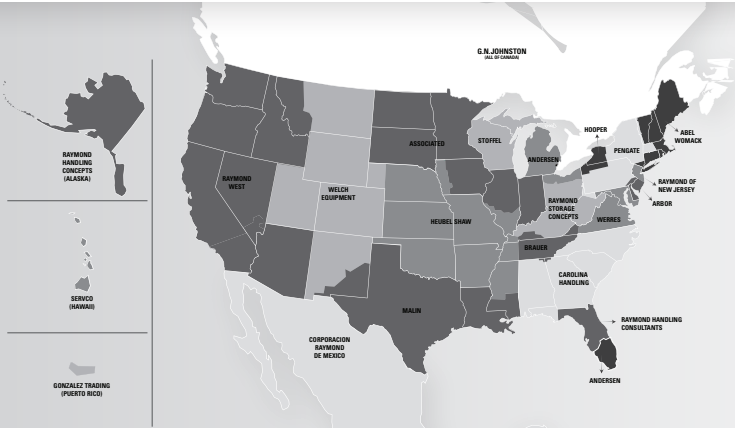 G.N.JOHNSTON
(ALL OF CANADA)
RAYMOND
HANDLING
CONCEPTS
(ALASKA)
SERVCO
(HAWAII)
GONZALEZ TRADING
(PUERTO RICO)
RAYMOND
WEST
WELCH
EQUIPMENT
ASSOCIATED
STOFFEL
ANDERSEN
HOOPER
PENGATE
ABEL
WOMACK
RAYMOND OF
NEW JERSEY
ARBOR
RAYMOND
STORAGE
CONCEPTS
WERRES
HEUBEL SHAW
BRAUER
CAROLINA
HANDLING
MALIN
RAYMOND HANDLING
CONSULTANTS
ANDERSEN
CORPORACION
RAYMOND
DE MEXICO